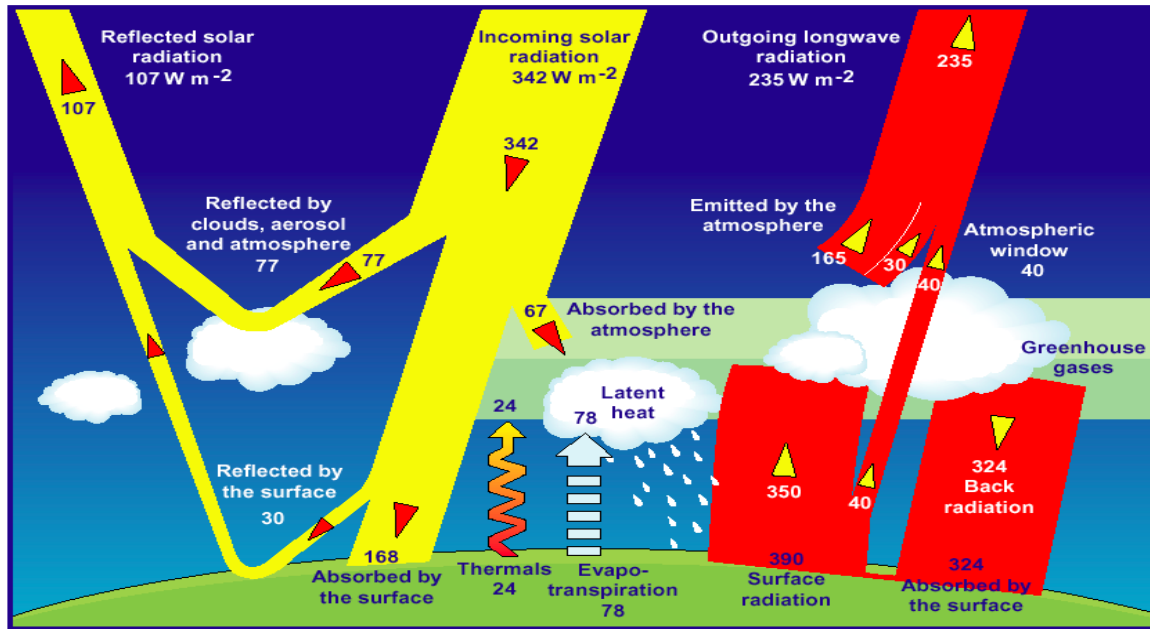 Reflected solar
radiation
107 W m-2
Incoming solar
radiation
342 W m-2
Outgoing longwave
radiation
235 W m-2
235
107
342
Reflected by
clouds, aerosol
and atmosphere
77
77
Emitted by the
atmosphere
165
30
40
Atmospheric
window
40
67
Absorbed by the
atmosphere
Greenhouse
gases
Latent
heat
24
78
Reflected by
the surface
30
350
40
324
Back
radiation
168
Absorbed by
the surface
Thermals
24
Evapo-
transpiration
78
390
Surface
radiation
324
Absorbed by
the surface